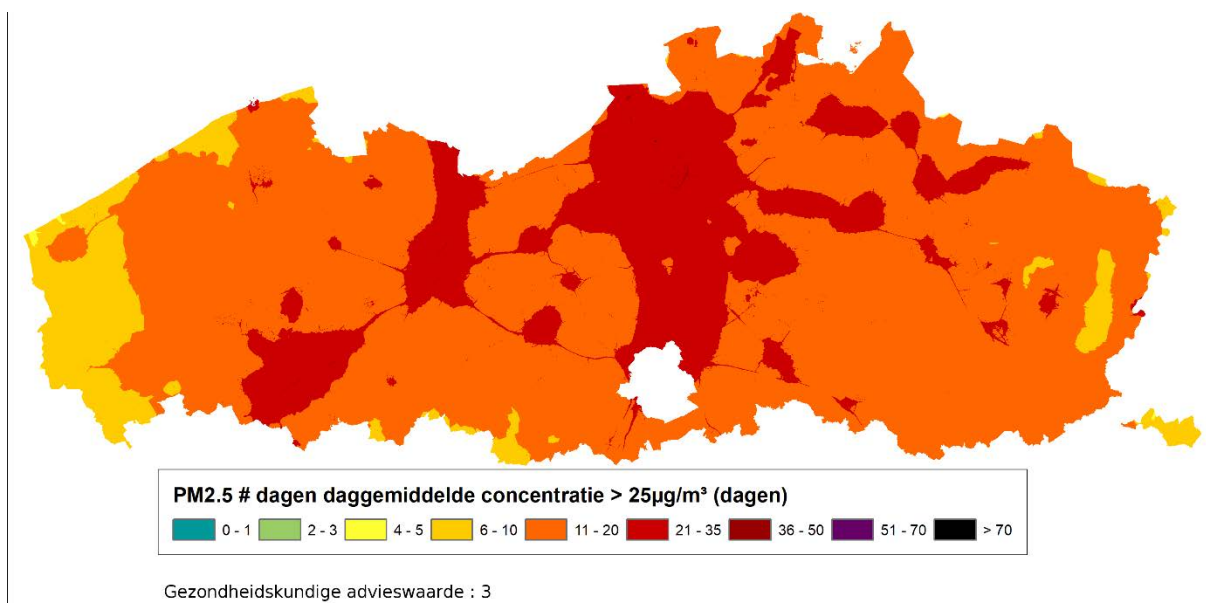 PM2.5 # dagen daggemiddelde concentratie > 25µg/m³ (dagen)
0 - 1 2 - 3 4 - 5 6 - 10 11 - 20 21 - 35 36 - 50 51 - 70 > 70
Gezondheidskundige advieswaarde : 3